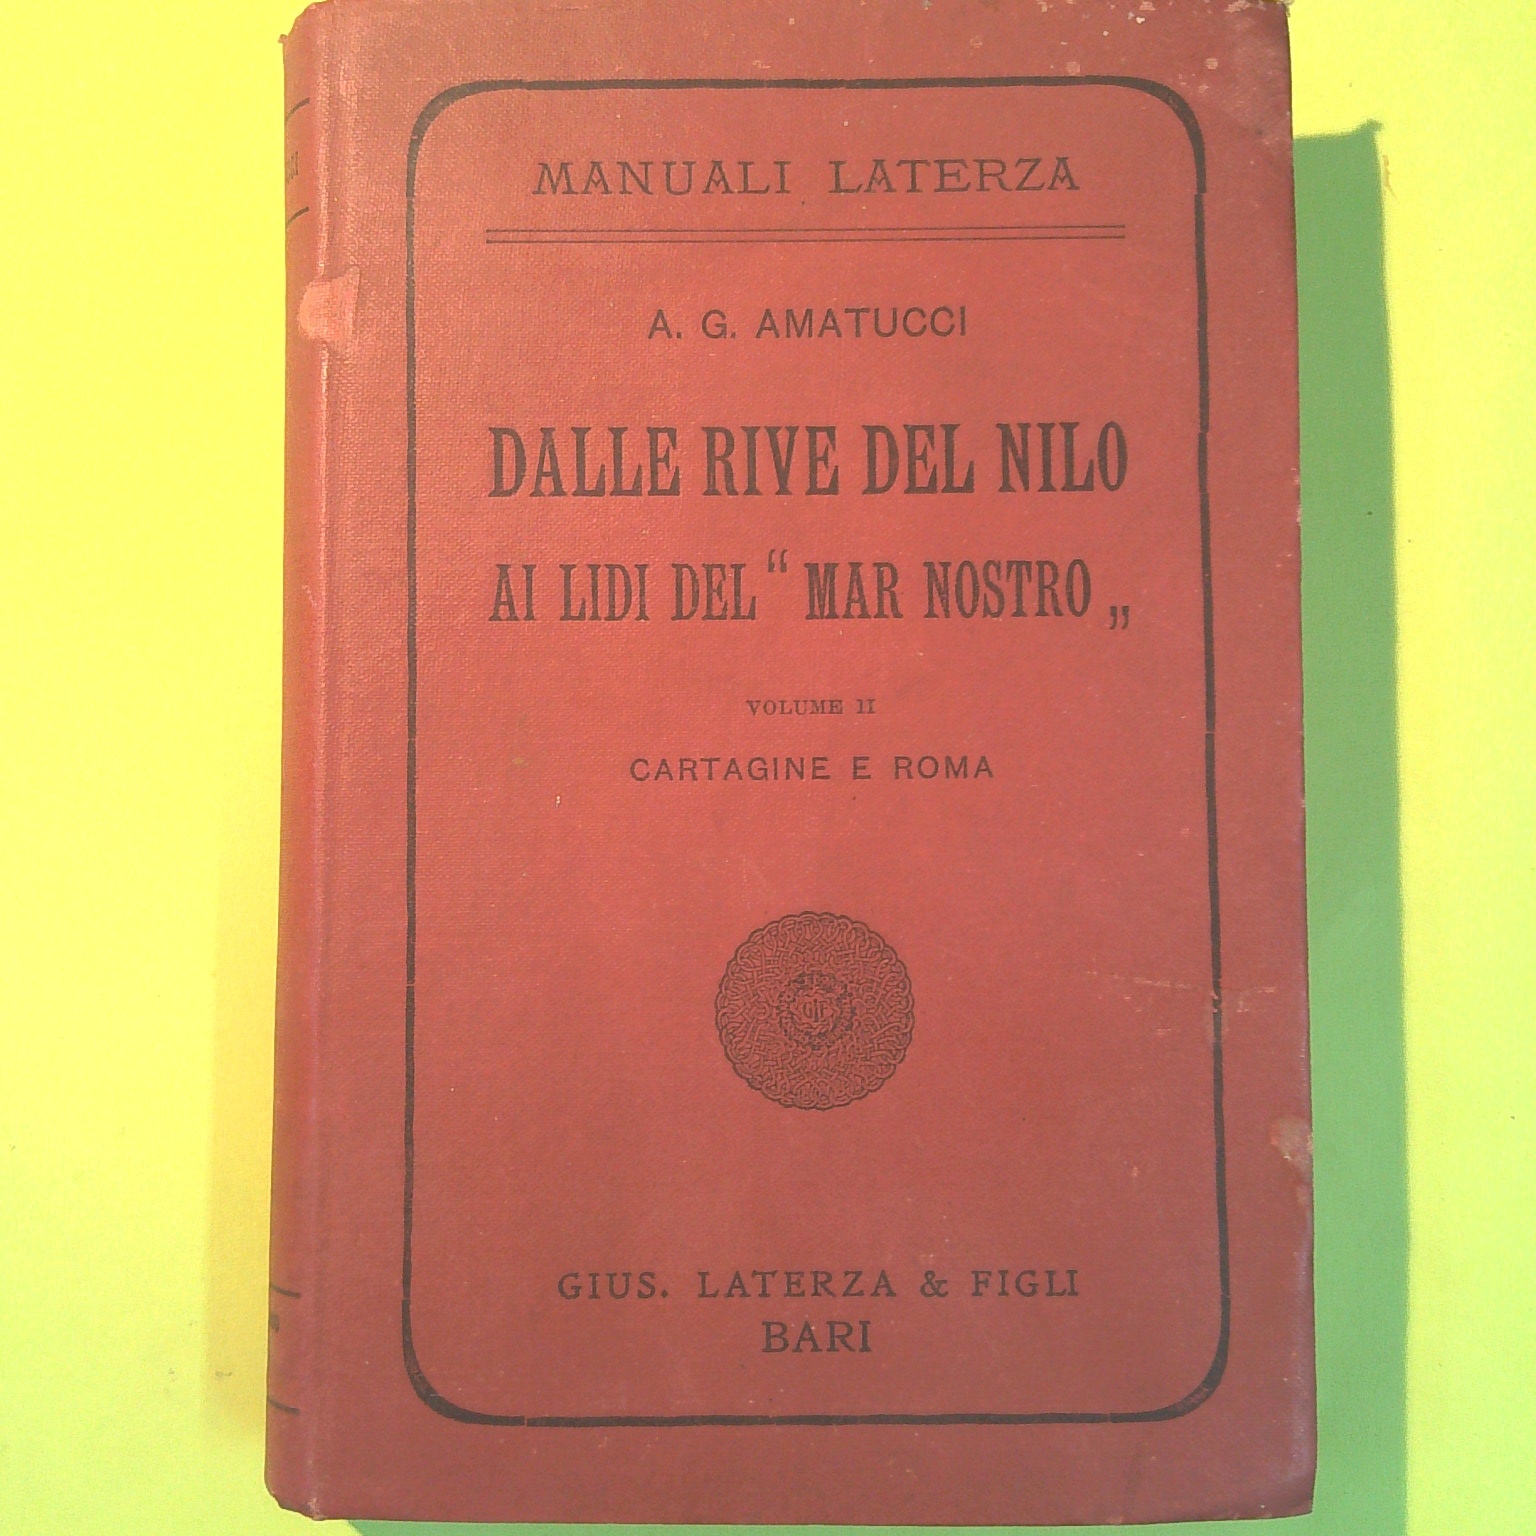 MANUALI LATERZA
A. G. AMATUCCI
DALLE RIVE DEL NILO
AI LIDI DEL “ MAR NOSTRO „
VOLUME II
CARTAGINE E ROMA
GIUS. LATERZA & FIGLI
BARI